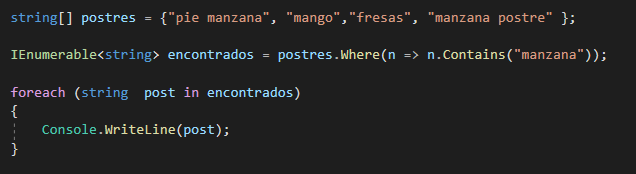 string[] postres = {"pie manzana", "mango","fresas", "manzana postre" };
IEnumerable<string> encontrados = postres.Where(n => n.Contains("manzana"));
foreach (string  post in encontrados)
{
    Console.WriteLine(post);
}